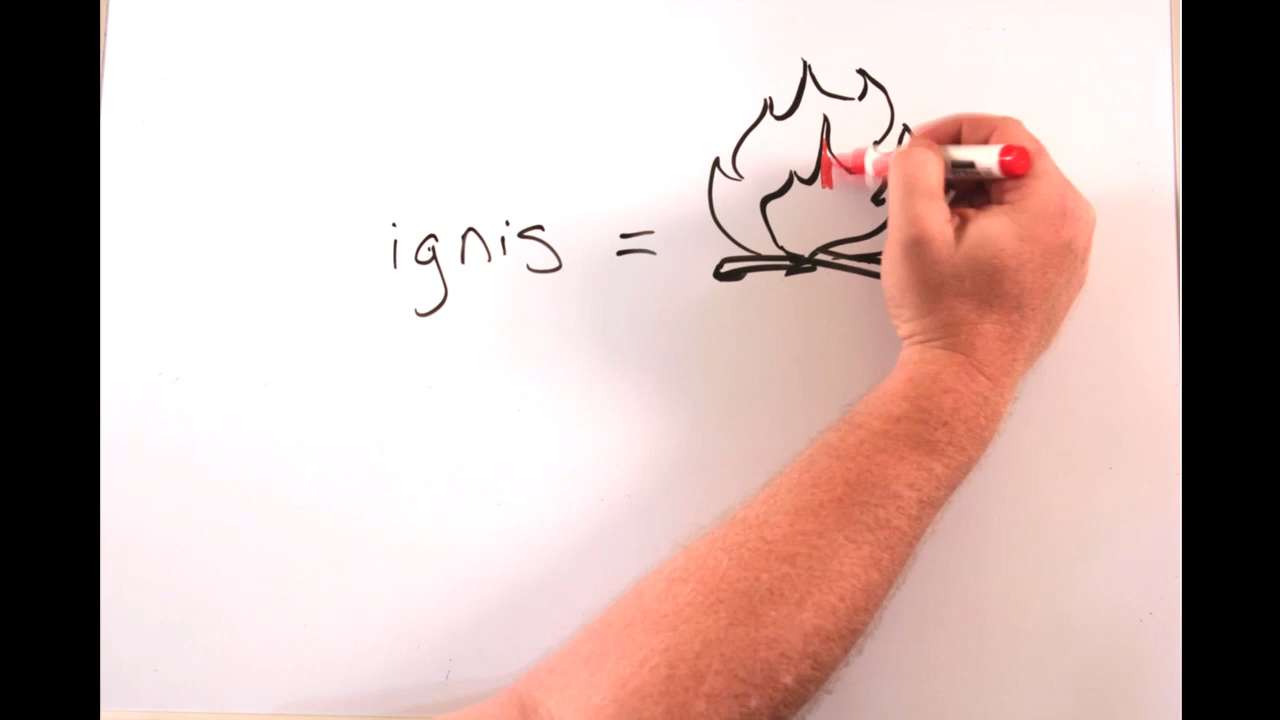 ignis =